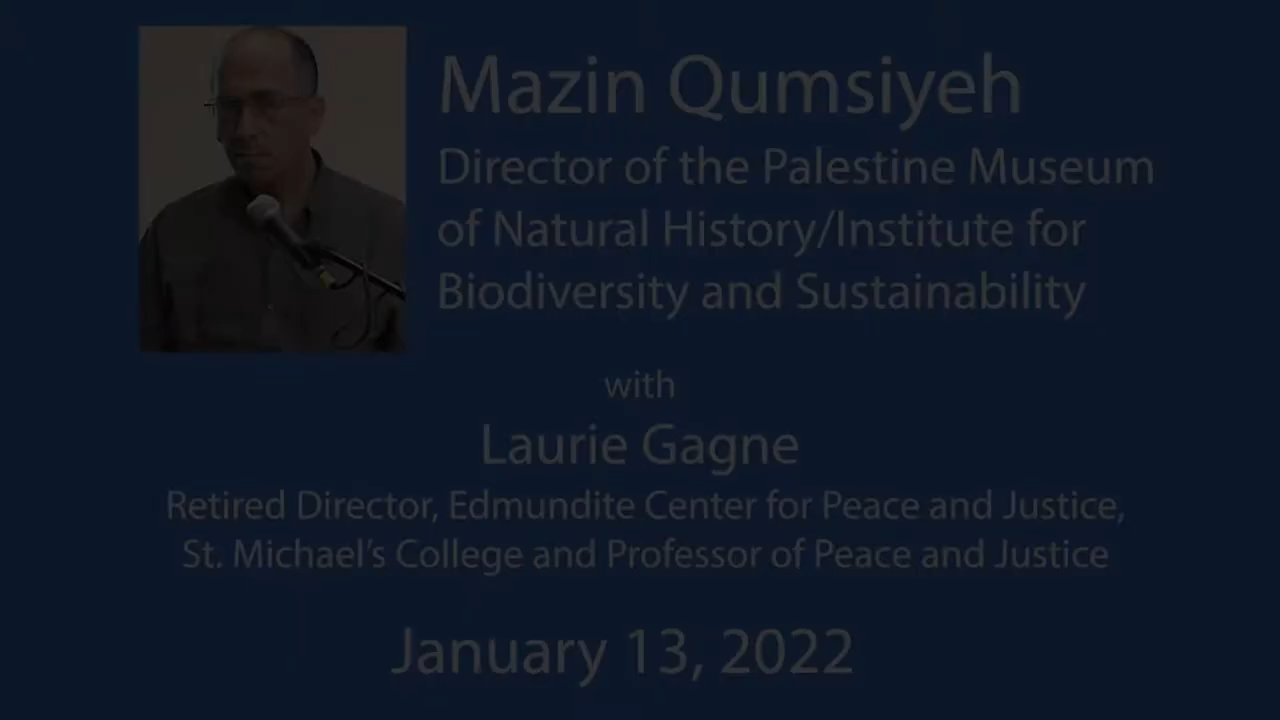 Mazin Qumsiyeh
Director of the Palestine Museum
of Natural History/Institute for
Biodiversity and Sustainability
with
Laurie Gagne
Retired Director, Edmundite Center for Peace and Justice,
St. Michael's College and Professor of Peace and Justice
January 13, 2022